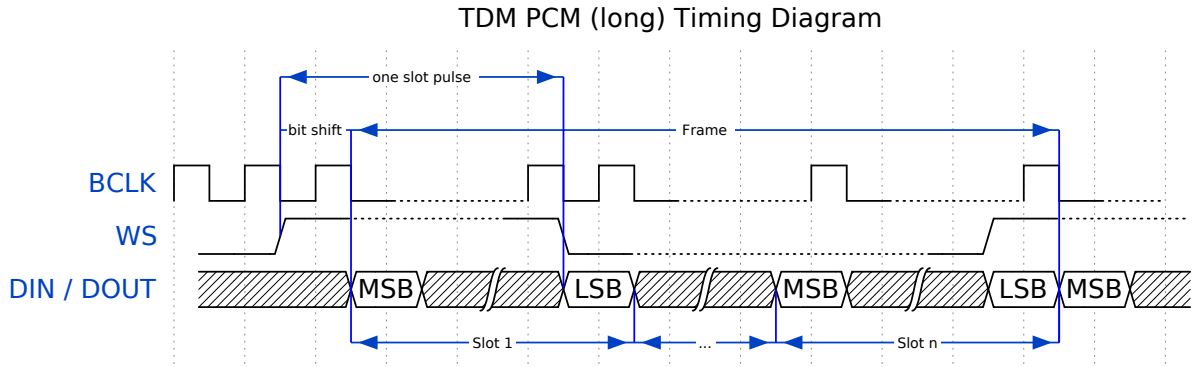 TDM PCM (long) Timing Diagram
one slot pulse
bit shift
Frame
BCLK
WS
DIN / DOUT
MSB
LSB
MSB
LSB
MSB
Slot 1
...
Slot n